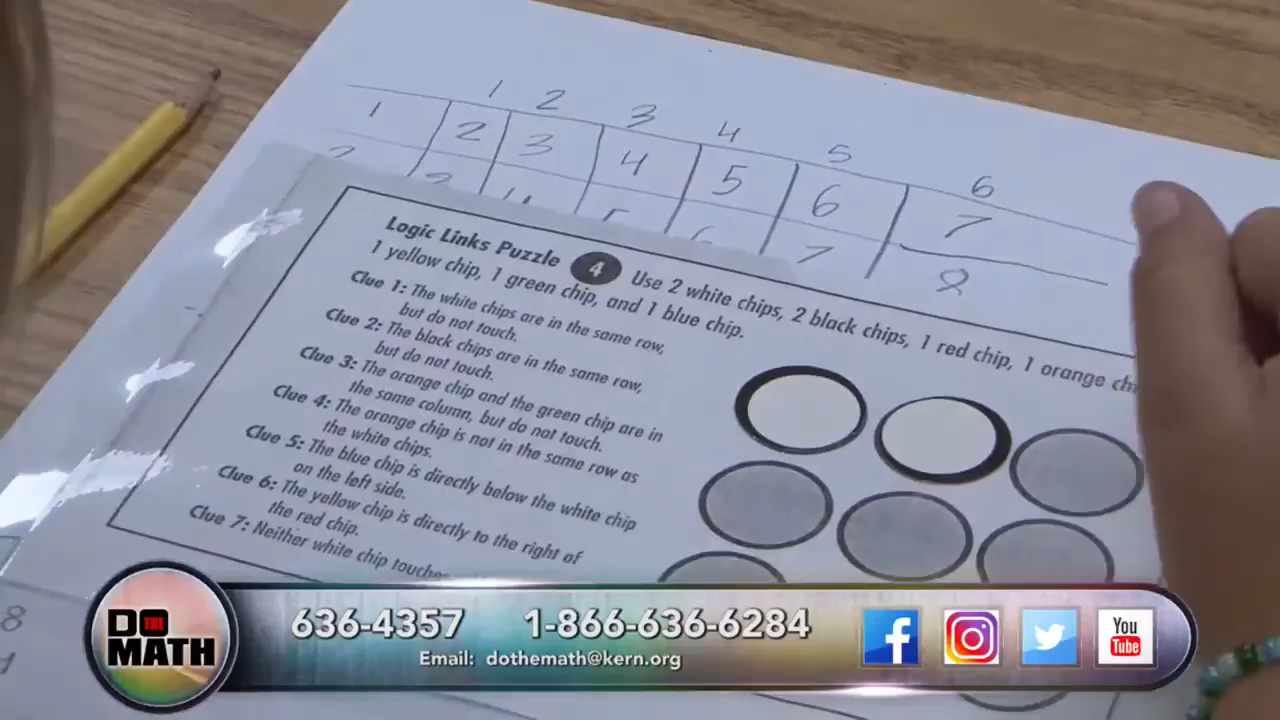 1 2 3 4 5 6
1 2 3 4 5 6 7
2
7 8
Logic Links Puzzle 4 Use 2 white chips, 2 black chips, 1 red chip, 1 orange
1 yellow chip, 1 green chip, and 1 blue chip.
Clue 1: The white chips are in the same row,
but do not touch.
Clue 2: The black chips are in the same row,
but do not touch.
Clue 3: The orange chip and the green chip are in
the same column, but do not touch.
Clue 4: The orange chip is not in the same row as
the white chips.
Clue 5: The blue chip is directly below the white chip
on the left side.
Clue 6: The yellow chip is directly to the right of
the red chip.
Clue 7: Neither white chip touches
8
1
DO THE MATH
636-4357 1-866-636-6284
Email: dothemath@kern.org
You Tube